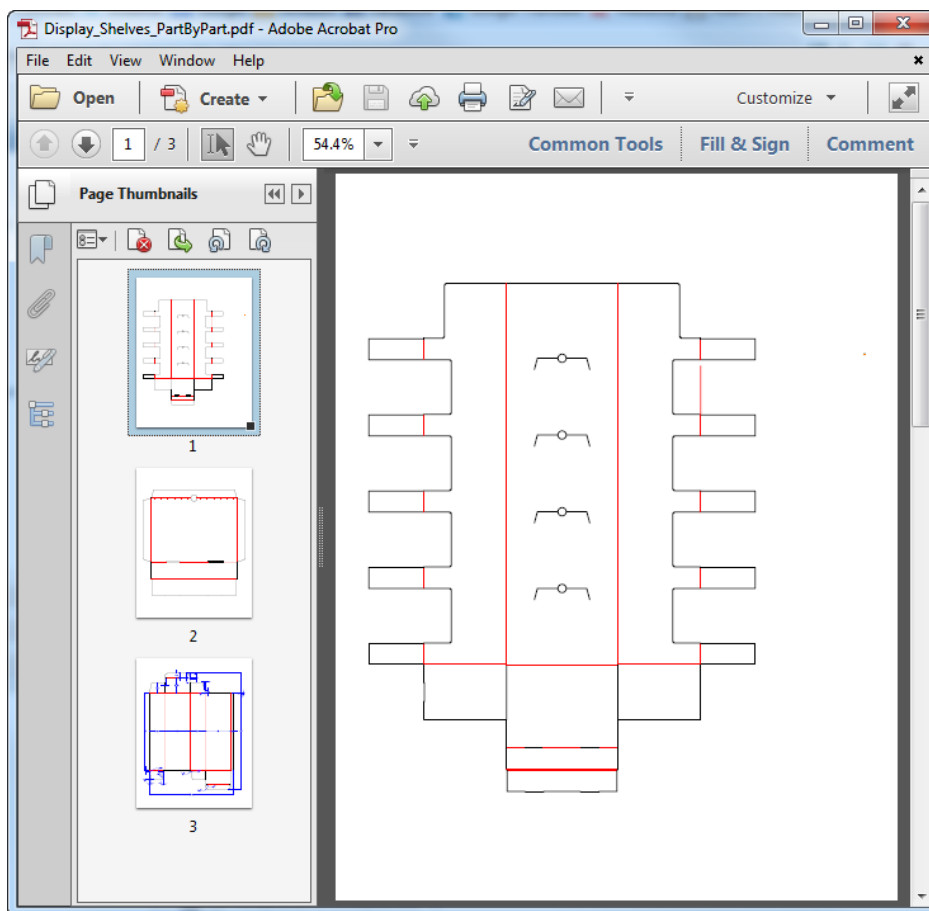 Display_Shelves_PartByPart.pdf - Adobe Acrobat Pro
File Edit View Window Help
Open Create Customize
1 / 3 54.4% Common Tools Fill & Sign Comment
Page Thumbnails
1
2
3